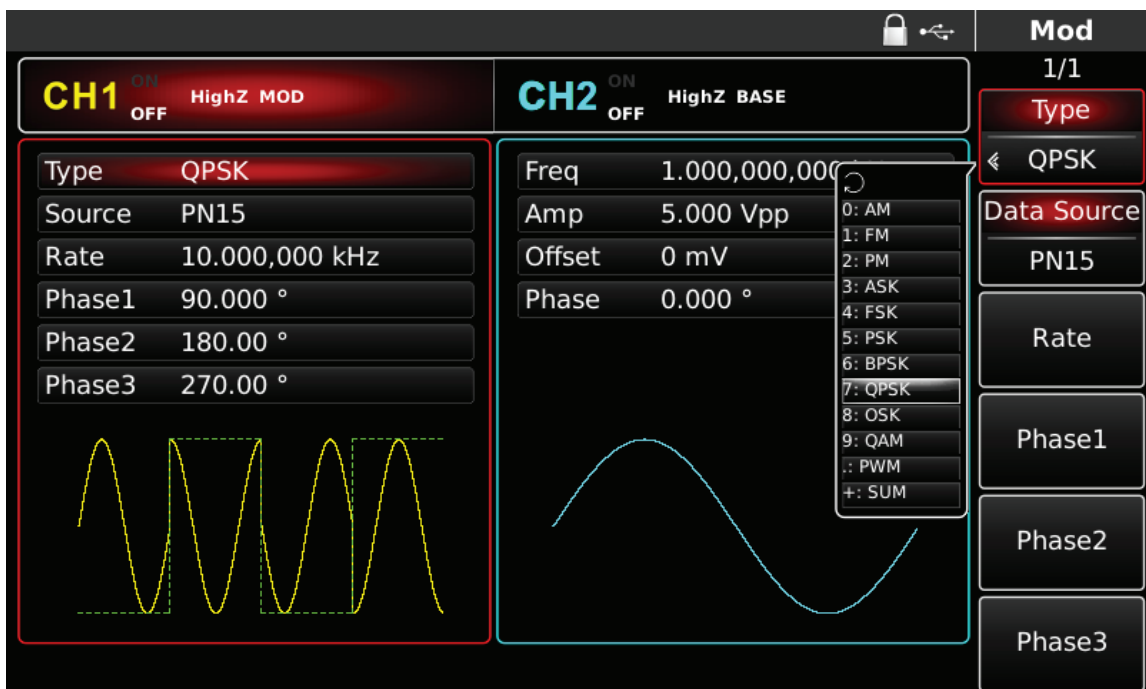 Mod
1/1
CH1 ON OFF HighZ MOD
CH2 ON OFF HighZ BASE
Type QPSK
Source PN15
Rate 10.000,000 kHz
Phase1 90.000 °
Phase2 180.00 °
Phase3 270.00 °
Freq 1.000,000,00
Amp 5.000 Vpp
Offset 0 mV
Phase 0.000 °
0: AM
1: FM
2: PM
3: ASK
4: FSK
5: PSK
6: BPSK
7: QPSK
8: OSK
9: QAM
.: PWM
+: SUM
Type
QPSK
Data Source
PN15
Rate
Phase1
Phase2
Phase3